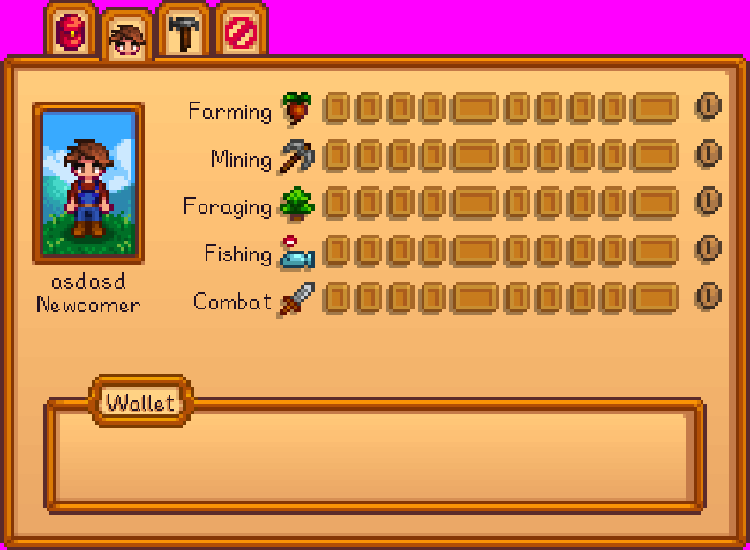 Farming
Mining
Foraging
Fishing
Combat
asdasd
Newcomer
Wallet